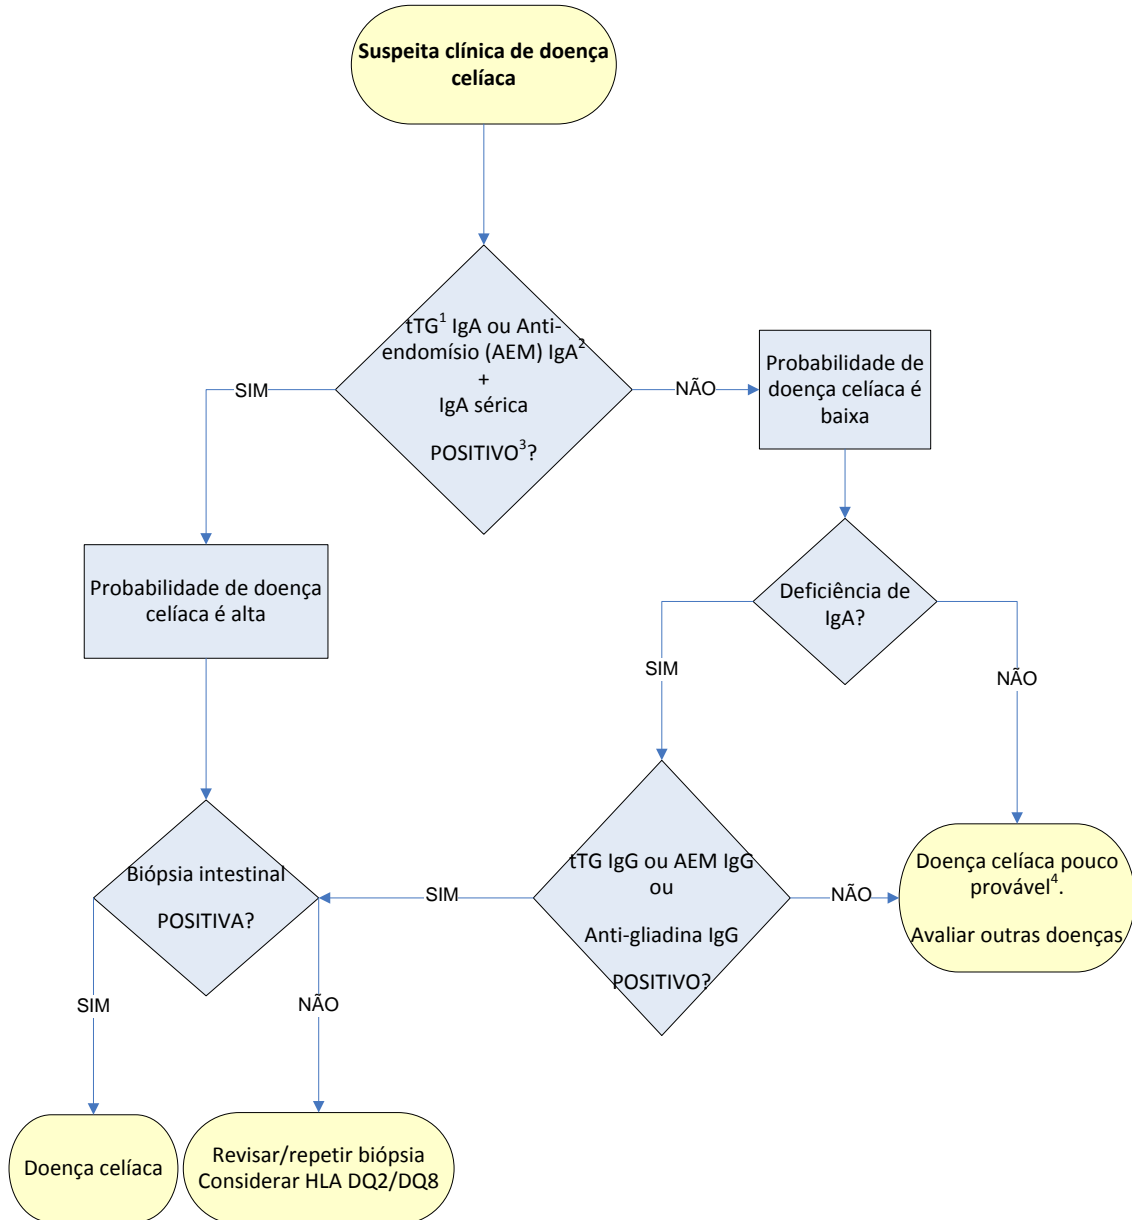 Suspeita clínica de doença
celíaca
tTG¹ IgA ou Anti-
endomísio (AEM) IgA²
+
IgA sérica
POSITIVO³?
SIM
NÃO
Probabilidade de
doença celíaca é
baixa
Probabilidade de doença
celíaca é alta
Deficiência de
IgA?
SIM
NÃO
Biópsia intestinal
POSITIVA?
SIM
tTG IgG ou AEM IgG
ou
Anti-gliadina IgG
POSITIVO?
NÃO
Doença celíaca pouco
provável⁴.
Avaliar outras doenças
SIM
NÃO
Doença celíaca
Revisar/repetir biópsia
Considerar HLA DQ2/DQ8